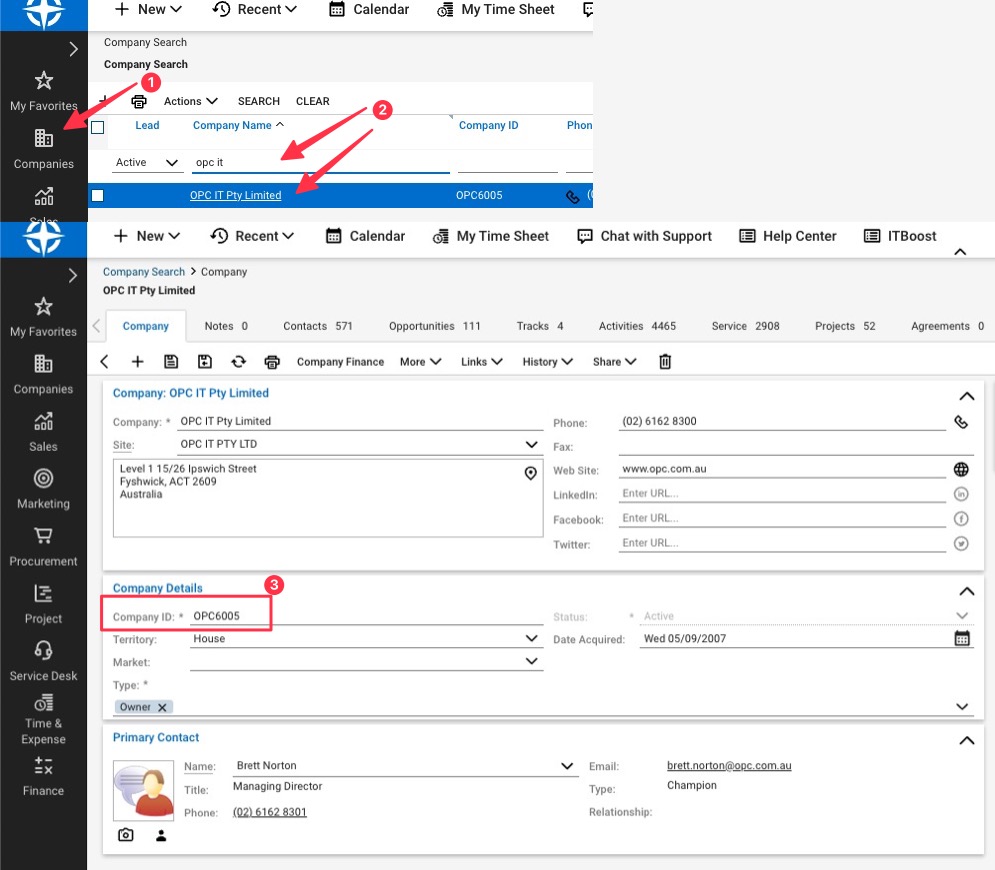 New
Recent
Calendar
My Time Sheet
Company Search
Company Search
1
My Favorites
Actions
SEARCH
CLEAR
2
Lead
Company Name
Company ID
Phon
Companies
Active
opc it
OPC IT Pty Limited
OPC6005
Sales
New
Recent
Calendar
My Time Sheet
Chat with Support
Help Center
ITBoost
Company Search > Company
OPC IT Pty Limited
My Favorites
Companies
Sales
Marketing
Procurement
Project
Service Desk
Time &
Expense
Finance
Company
Notes 0
Contacts 571
Opportunities 111
Tracks 4
Activities 4465
Service 2908
Projects 52
Agreements 0
Company Finance
More
Links
History
Share
Company: OPC IT Pty Limited
Company: * OPC IT Pty Limited
Site: OPC IT PTY LTD
Level 1 15/26 Ipswich Street
Fyshwick, ACT 2609
Australia
Phone: (02) 6162 8300
Fax:
Web Site: www.opc.com.au
LinkedIn: Enter URL...
Facebook: Enter URL...
Twitter: Enter URL...
Company Details
3
Company ID: * OPC6005
Territory: House
Market:
Type: *
Owner X
Status: * Active
Date Acquired: Wed 05/09/2007
Primary Contact
Name: Brett Norton
Title: Managing Director
Phone: (02) 6162 8301
Email: brett.norton@opc.com.au
Type: Champion
Relationship: